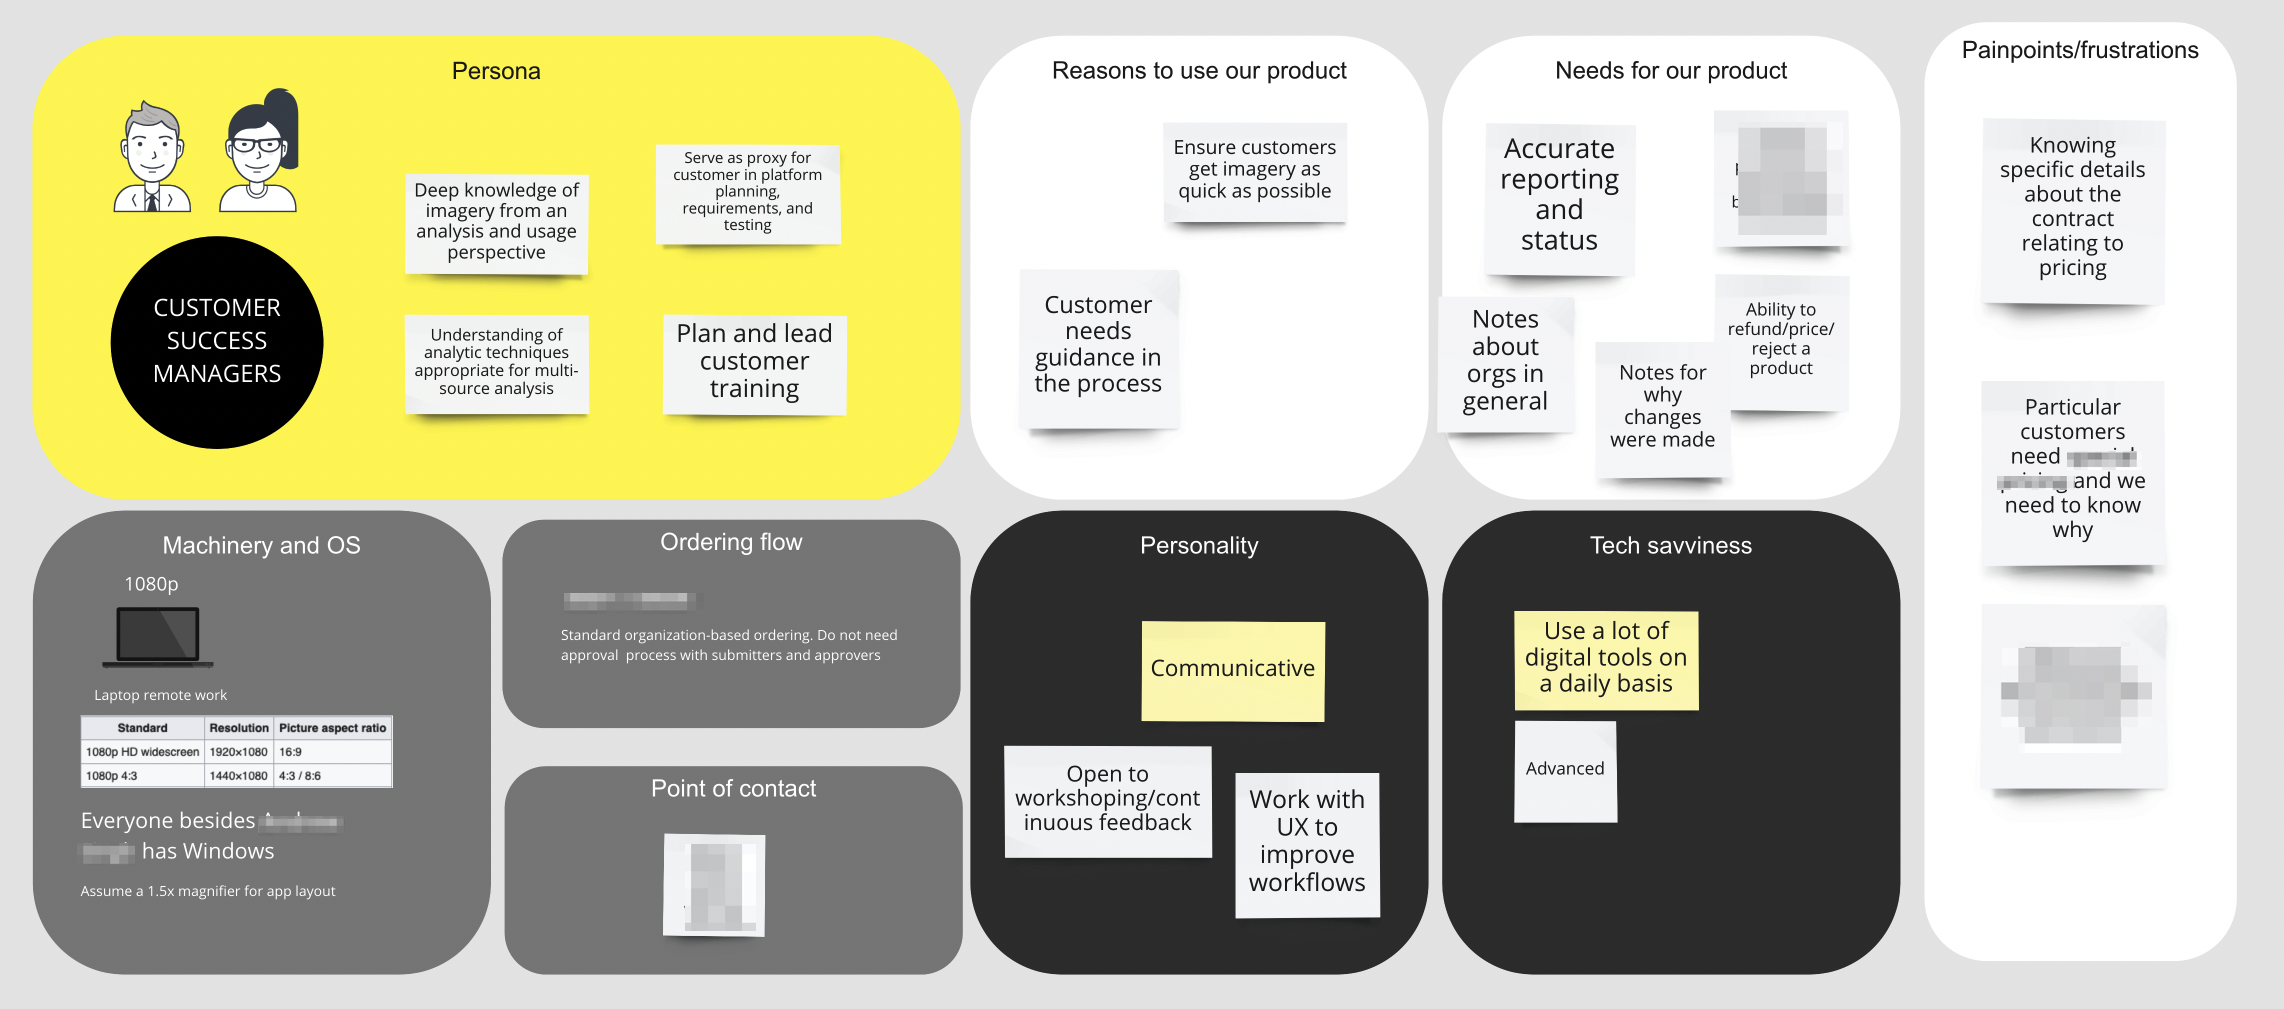 Persona
CUSTOMER
SUCCESS
MANAGERS
Deep knowledge of
imagery from an
analysis and usage
perspective
Serve as proxy for
customer in platform
planning,
requirements, and
testing
Understanding of
analytic techniques
appropriate for multi-
source analysis
Plan and lead
customer
training
Reasons to use our product
Ensure customers
get imagery as
quick as possible
Customer
needs
guidance in
the process
Needs for our product
Accurate
reporting
and
status
Notes
about
orgs in
general
Notes for
why
changes
were made
Ability to
refund/price/
reject a
product
Painpoints/frustrations
Knowing
specific details
about the
contract
relating to
pricing
Particular
customers
need
and we
need to know
why
Machinery and OS
1080p
Laptop remote work
Standard Resolution Picture aspect ratio
1080p HD widescreen 1920×1080 16:9
1080p 4:3 1440×1080 4:3 / 8:6
Everyone besides
has Windows
Assume a 1.5x magnifier for app layout
Ordering flow
Standard organization-based ordering. Do not need
approval process with submitters and approvers
Point of contact
Personality
Communicative
Open to
workshoping/cont
inuous feedback
Work with
UX to
improve
workflows
Tech savviness
Use a lot of
digital tools on
a daily basis
Advanced